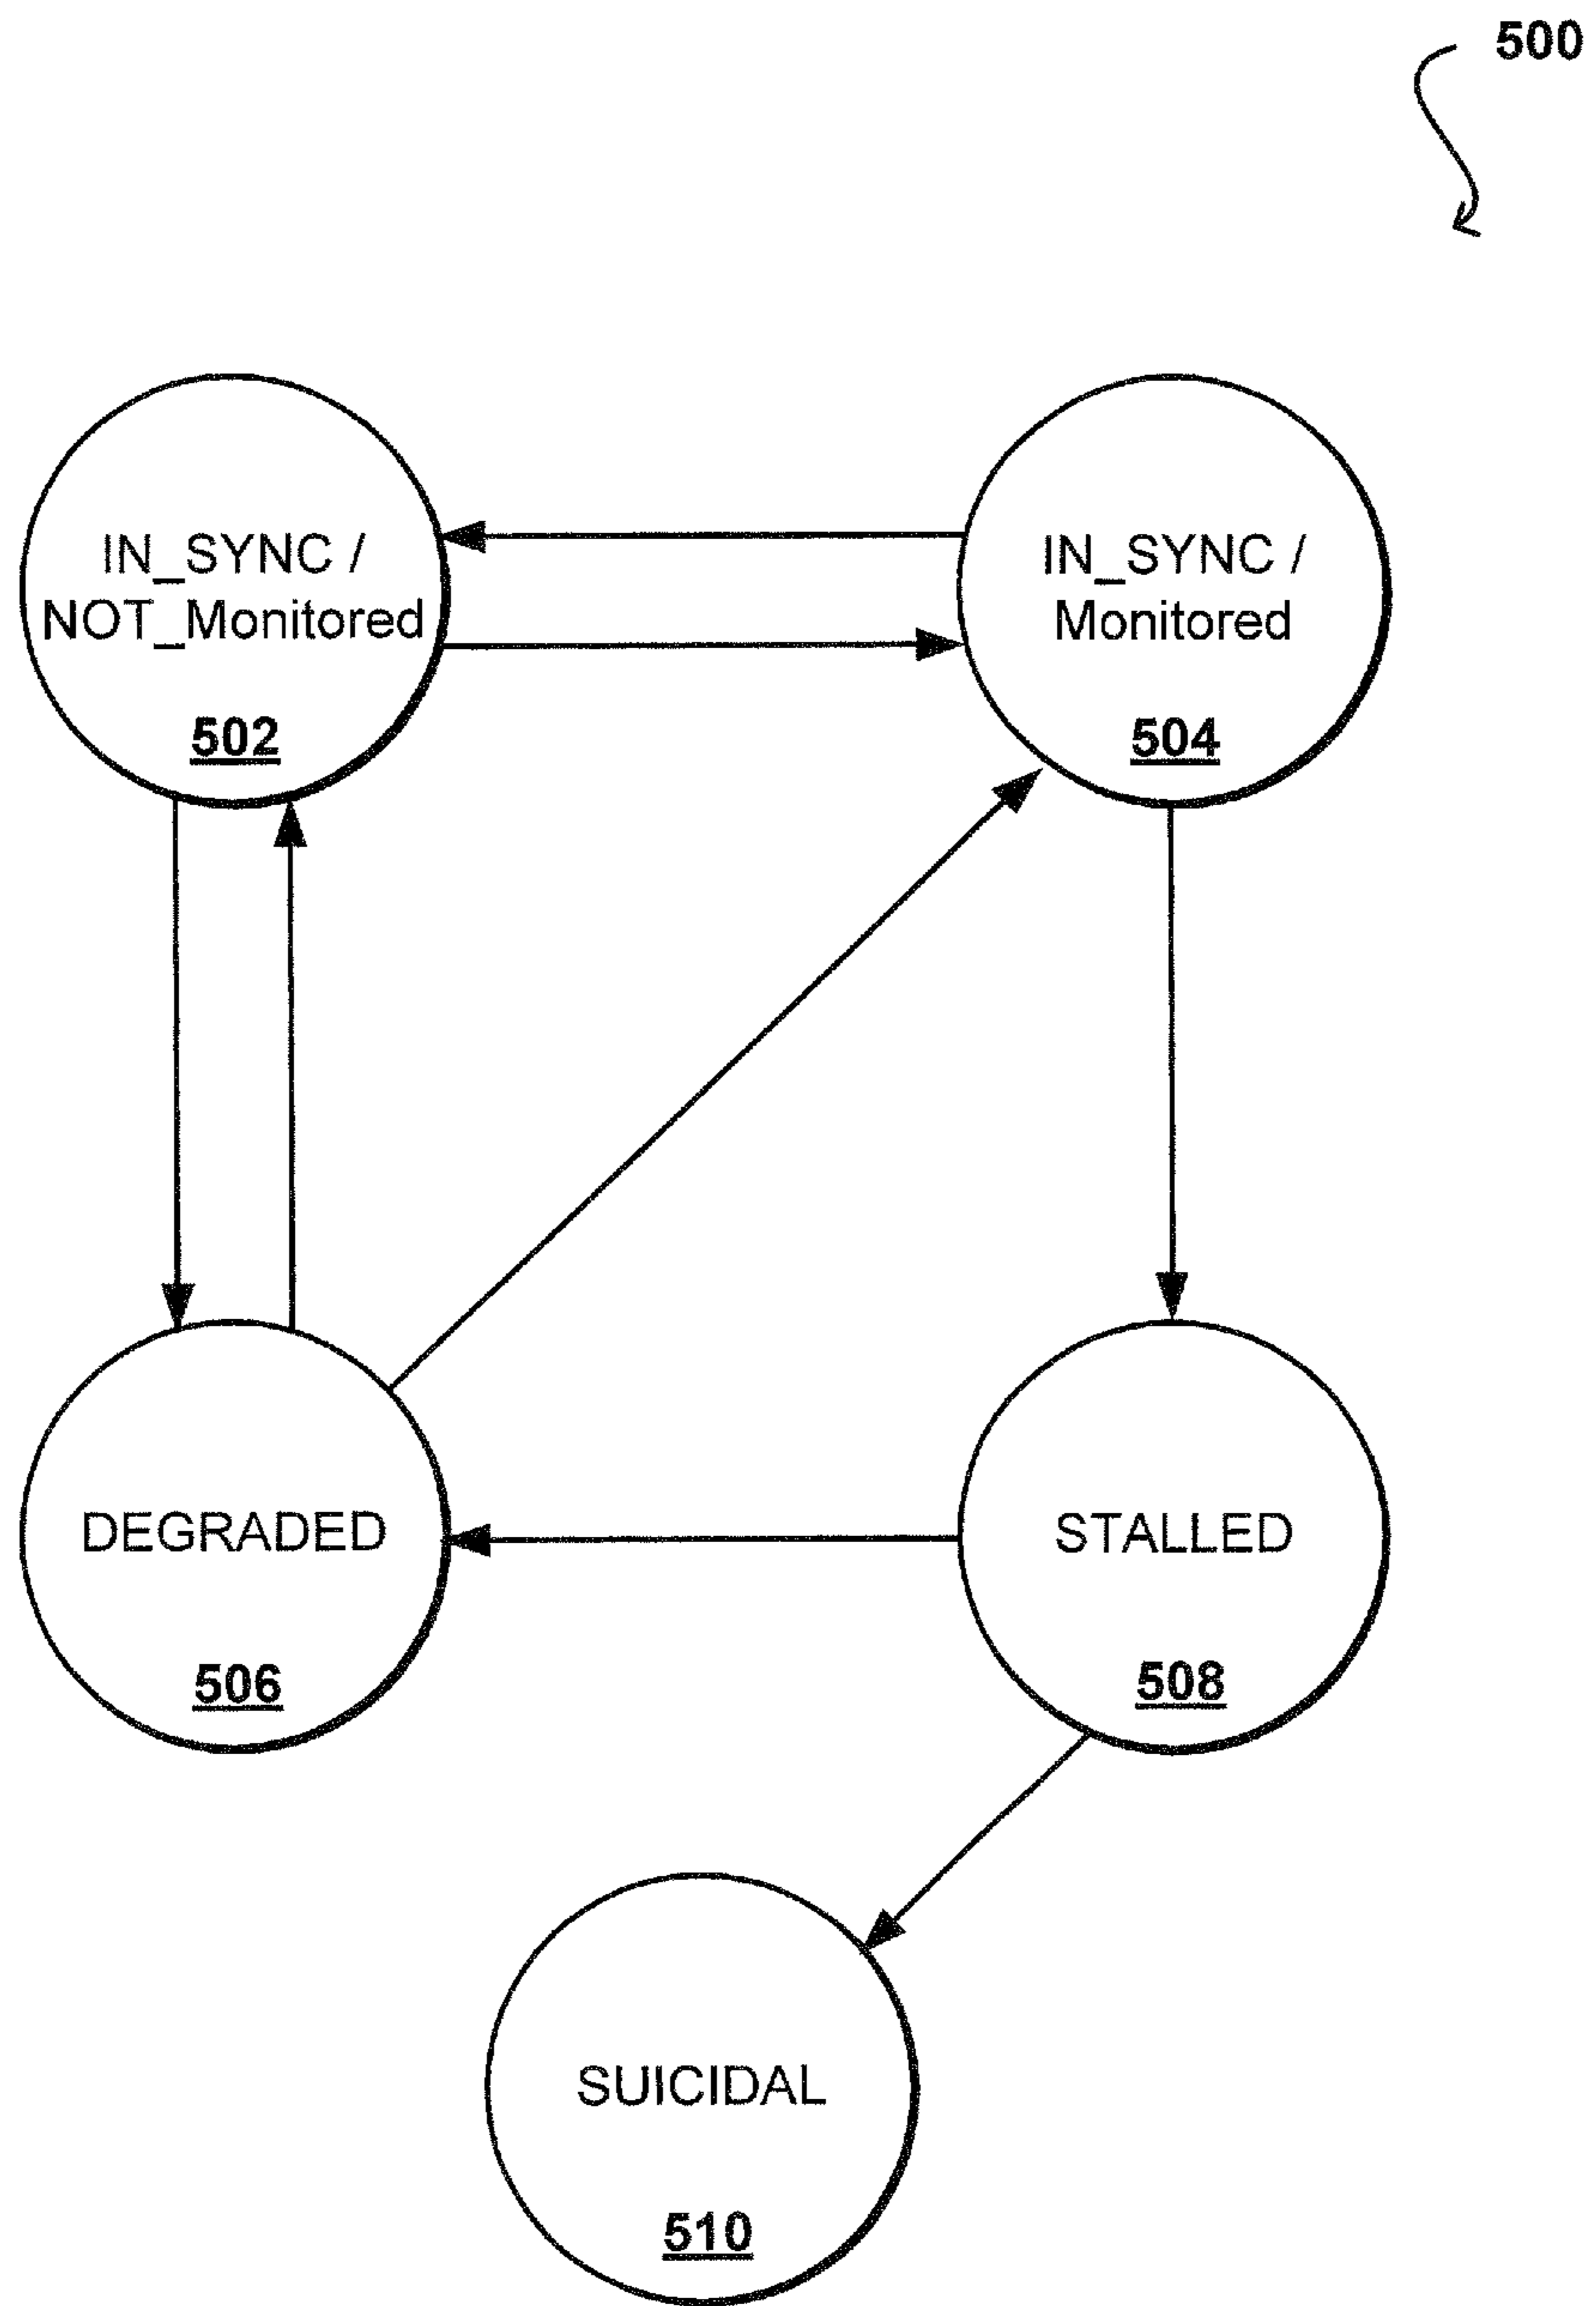 500
IN_SYNC /
NOT_Monitored
502
IN_SYNC /
Monitored
504
DEGRADED
506
STALLED
508
SUICIDAL
510